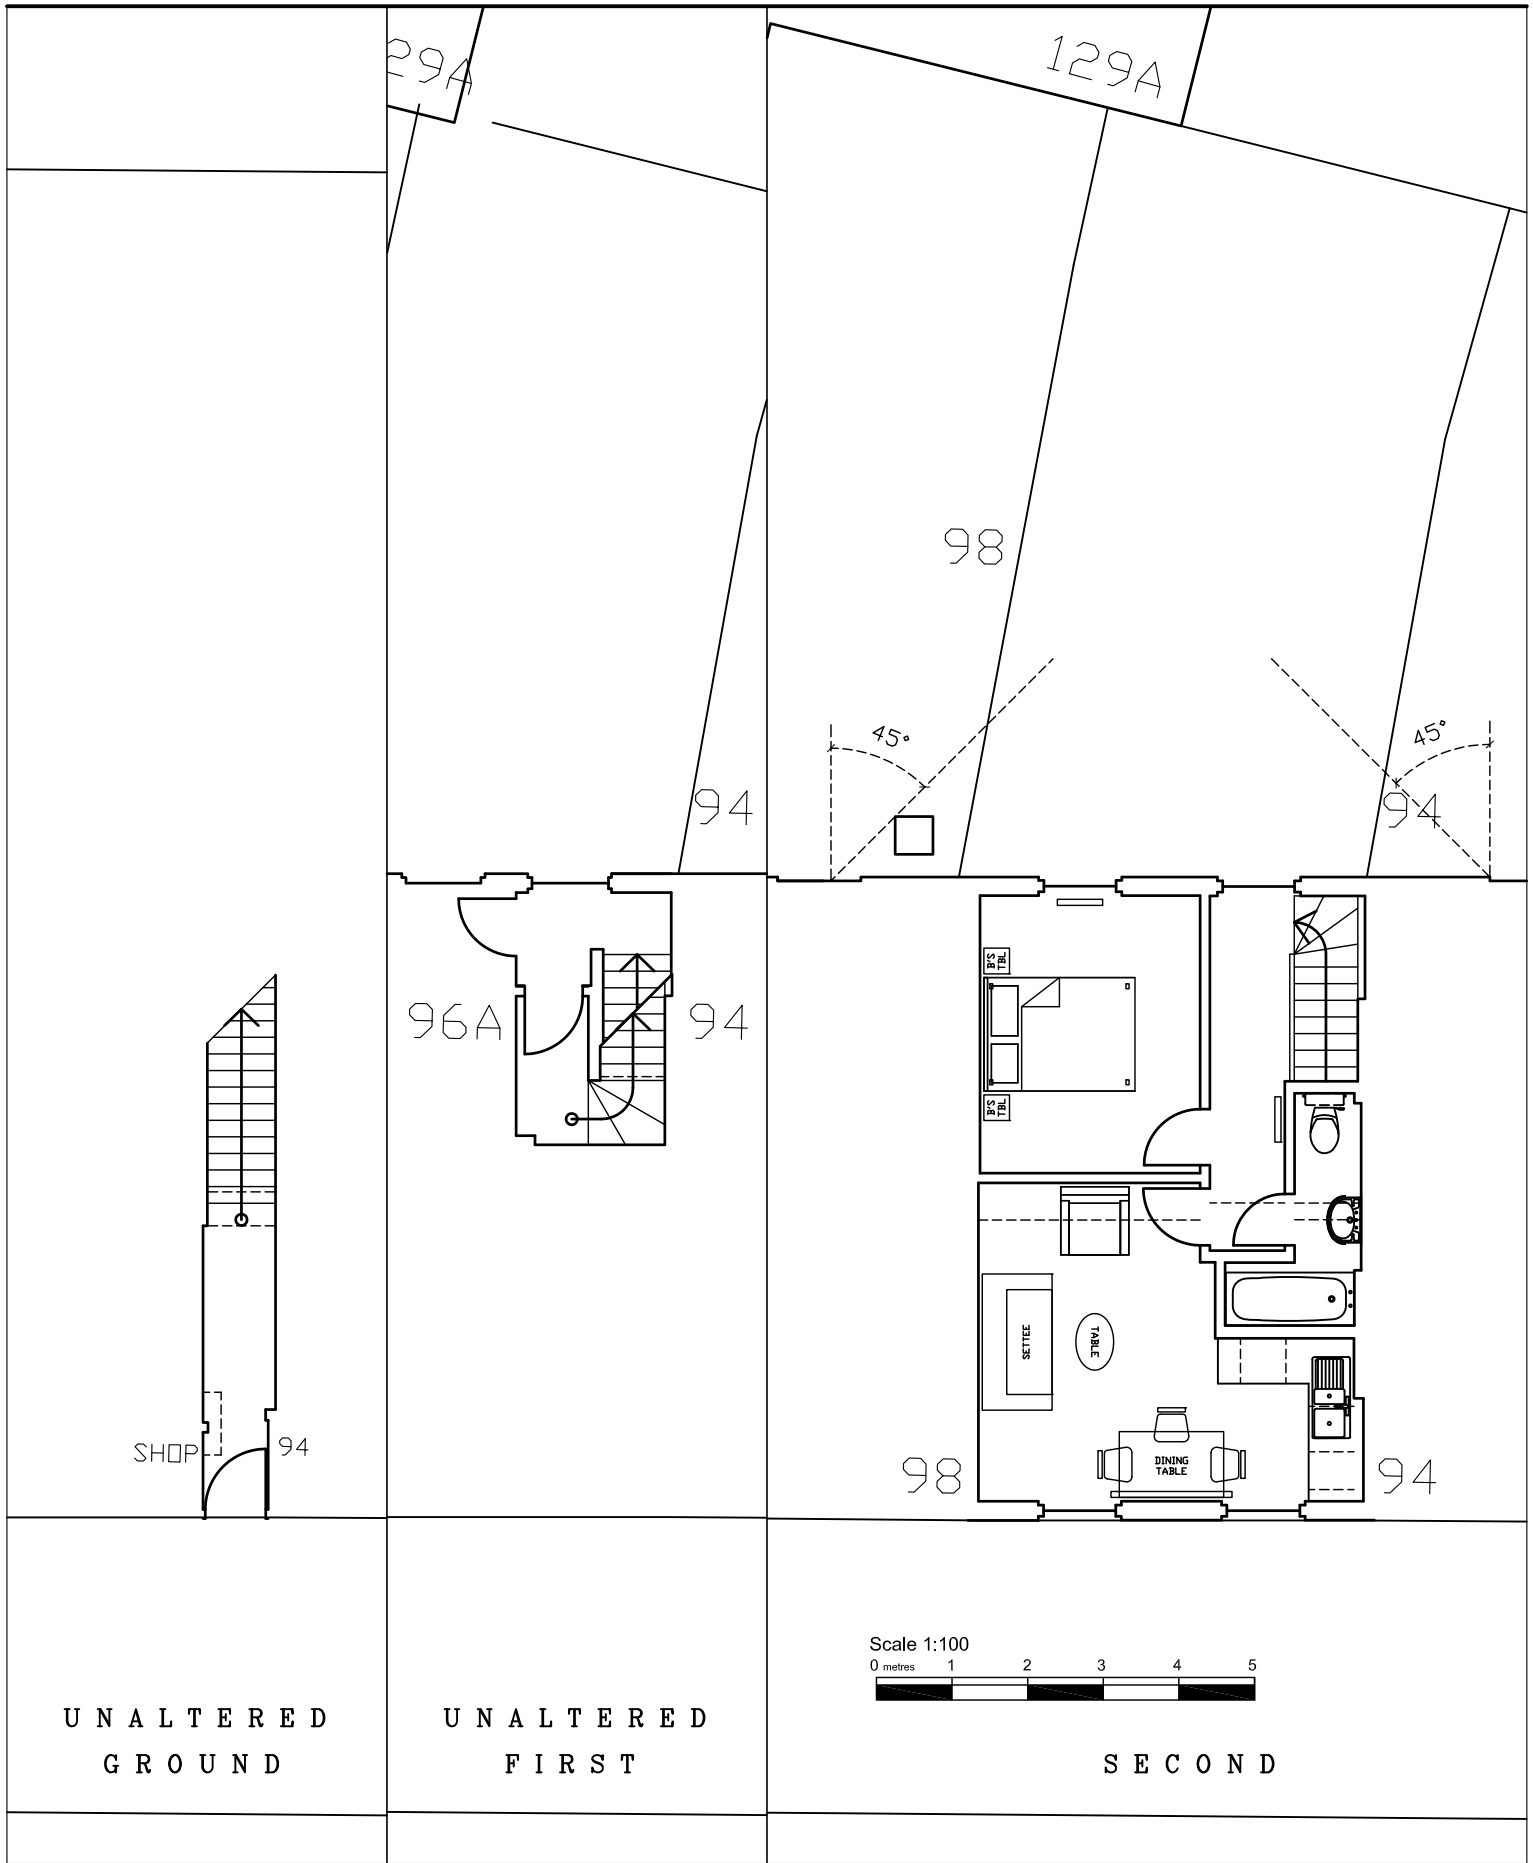 29A
129A
98
45°
45°
94
94
B'S TBL
96A
94
B'S TBL
SETTEE
TABLE
SHOP
94
98
DINING
TABLE
94
Scale 1:100
0 metres 1 2 3 4 5
UNALTERED
GROUND
UNALTERED
FIRST
SECOND